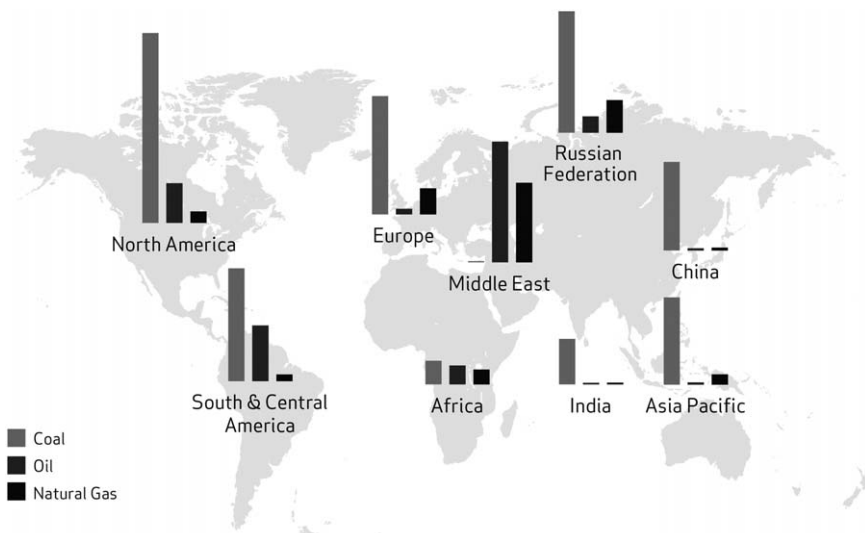 Russian
Federation
North America
Europe
Middle East
China
South & Central
America
Africa
India
Asia Pacific
Coal
Oil
Natural Gas